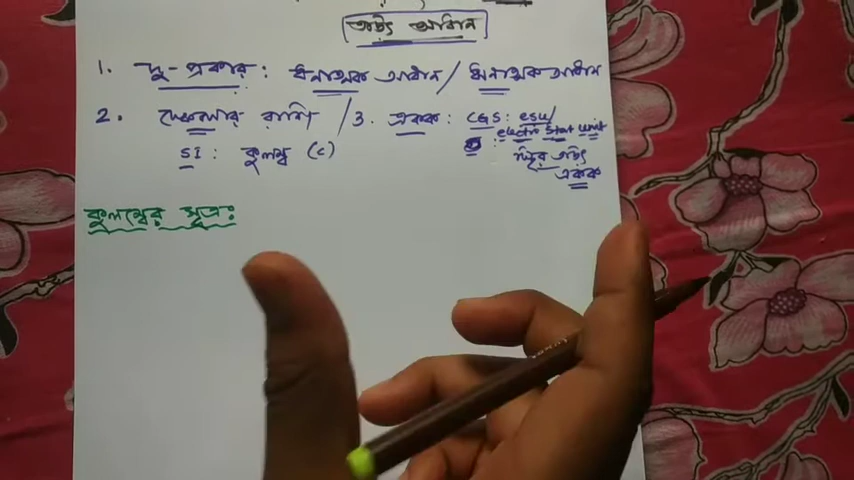 তড়িৎ আধান
1. দু-প্রকার : ধনাত্মক আধান / ঋনাত্মক আধান
2. স্কেলার রাশি / 3. একক : CGS : esu /
: electro Stat Unit
SI : কুলম্ব (C)
স্থির তড়িৎ
একক
কুলম্বের সূত্রঃ